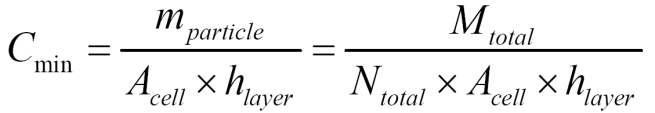 C_min = m_particle / (A_cell × h_layer) = M_total / (N_total × A_cell × h_layer)